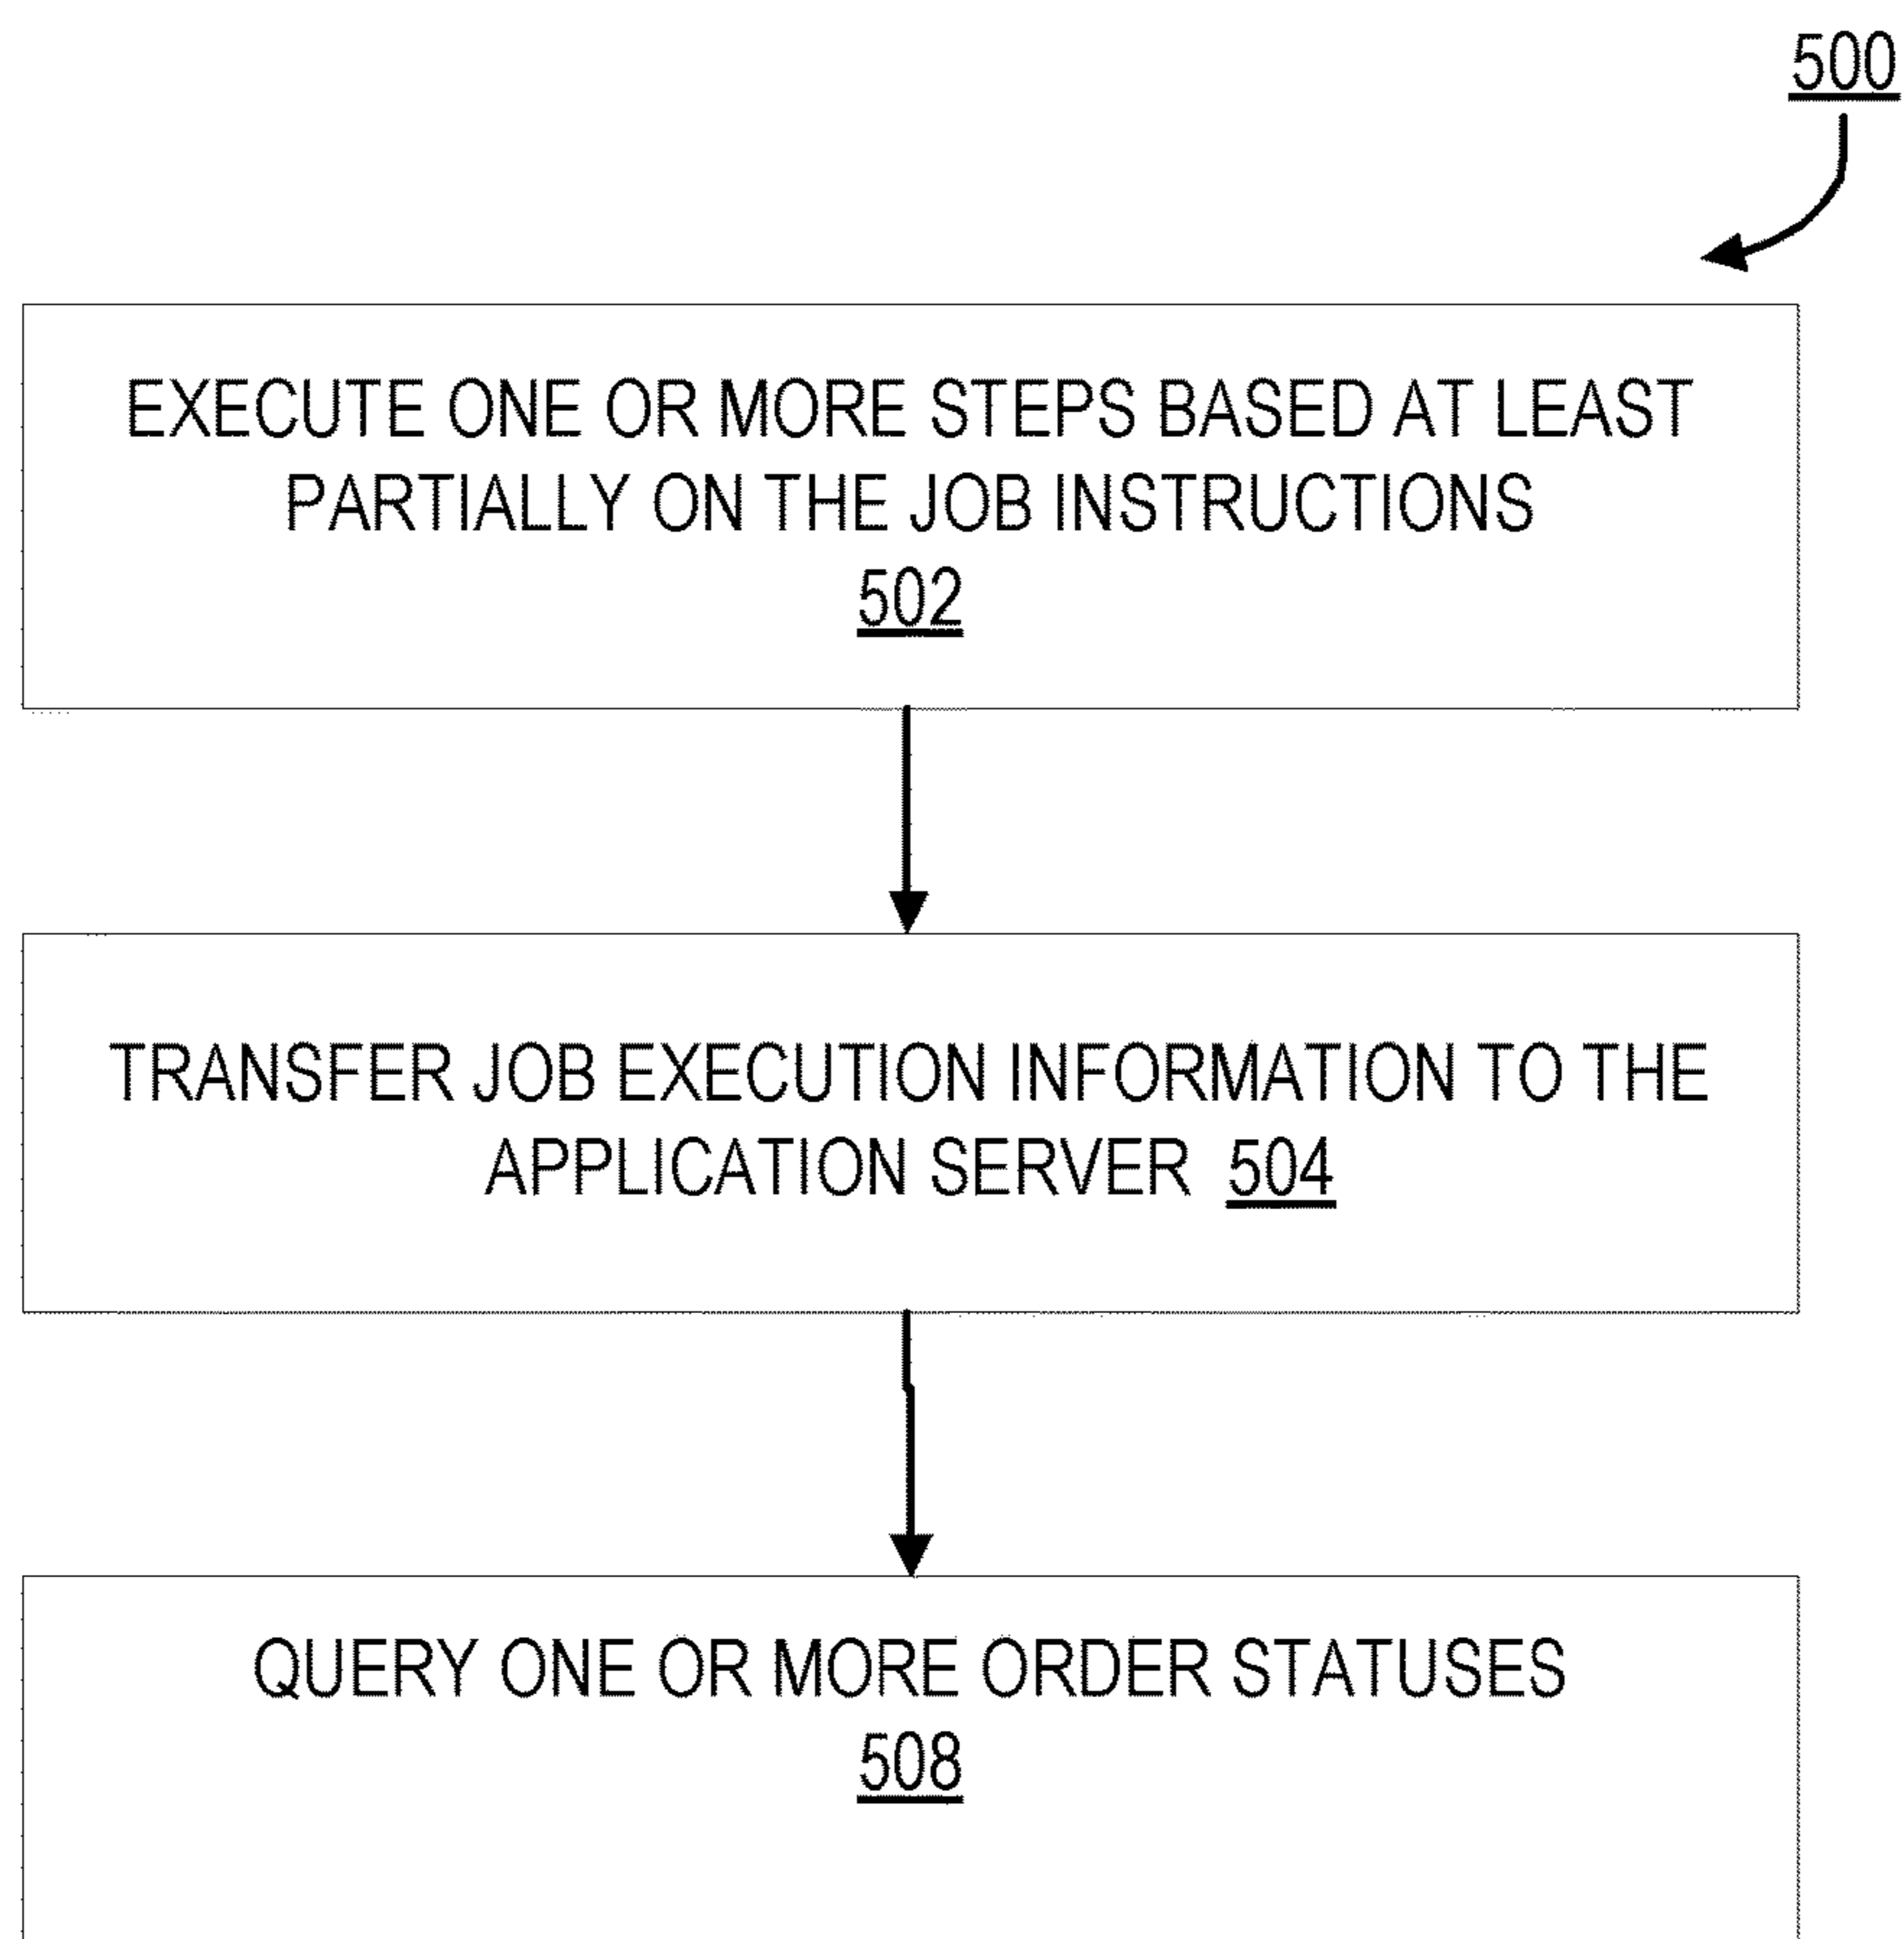 500
EXECUTE ONE OR MORE STEPS BASED AT LEAST
PARTIALLY ON THE JOB INSTRUCTIONS
502
TRANSFER JOB EXECUTION INFORMATION TO THE
APPLICATION SERVER 504
QUERY ONE OR MORE ORDER STATUSES
508